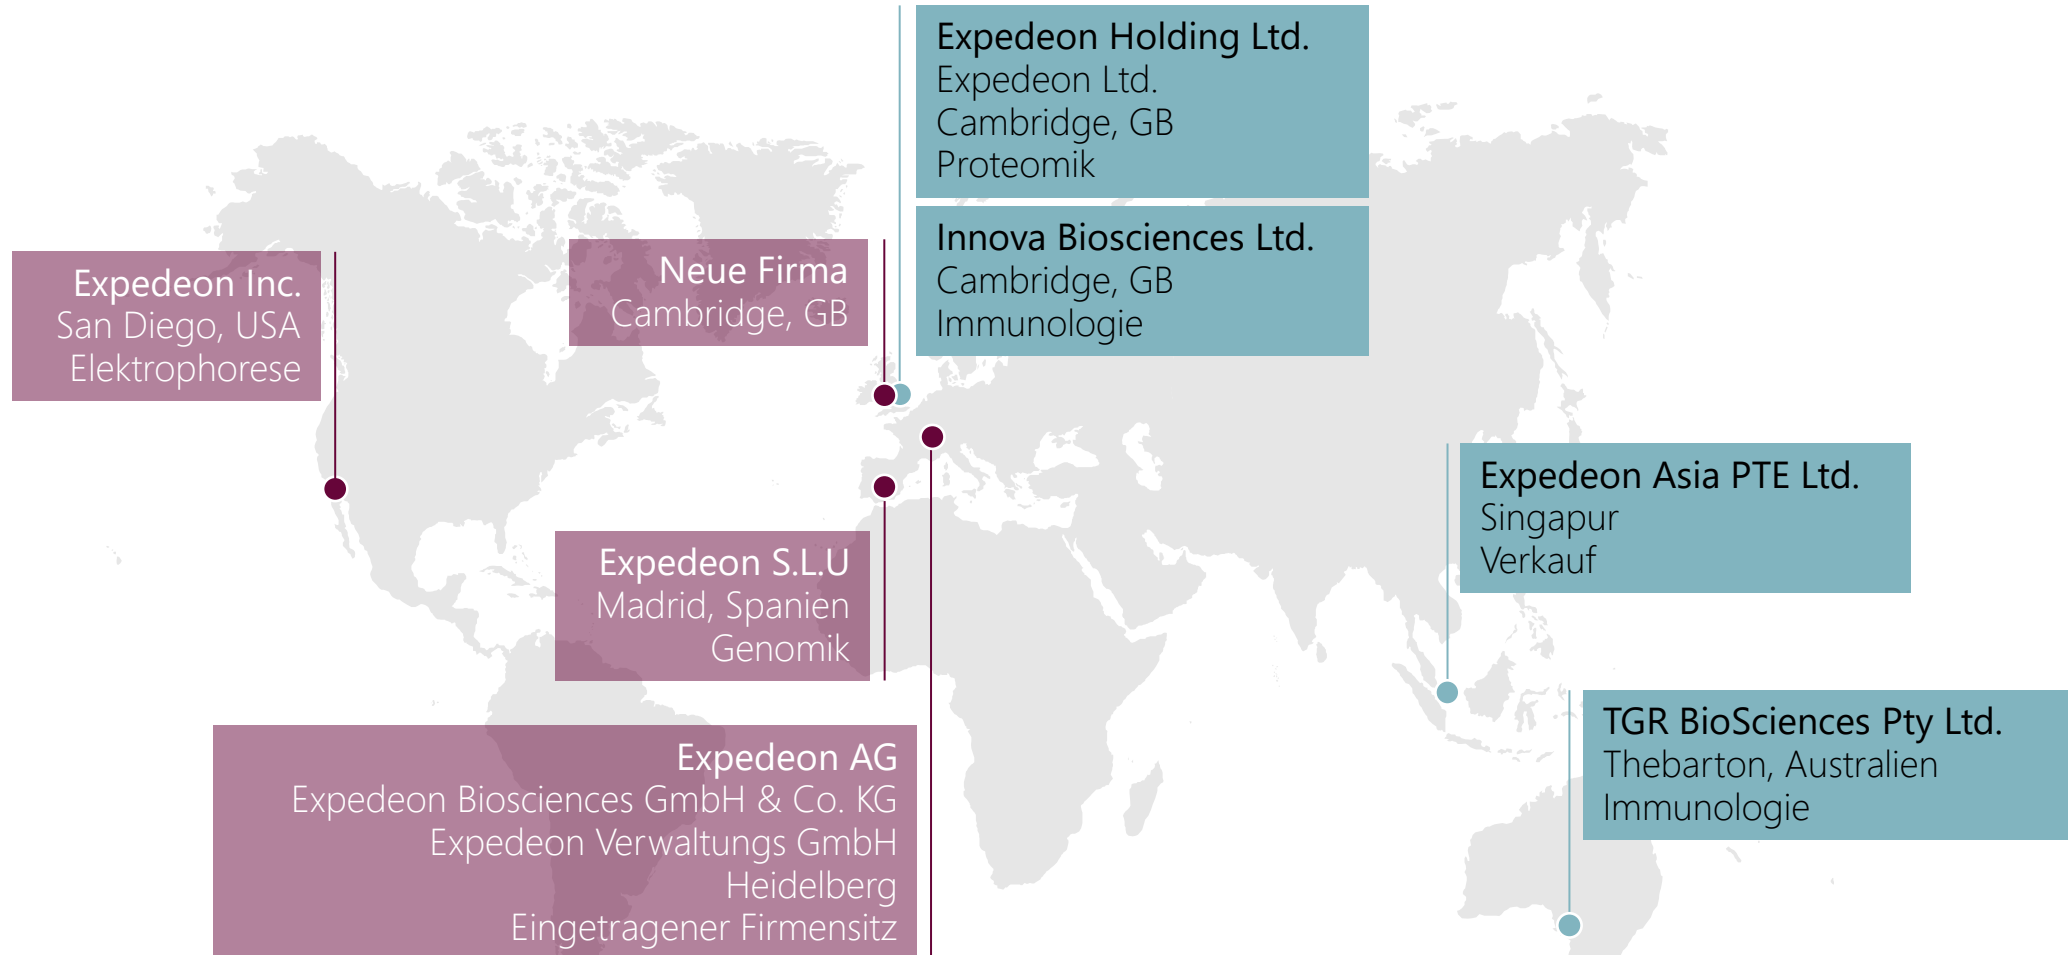 Expedeon Holding Ltd.
Expedeon Ltd.
Cambridge, GB
Proteomik
Innova Biosciences Ltd.
Cambridge, GB
Immunologie
Neue Firma
Cambridge, GB
Expedeon Inc.
San Diego, USA
Elektrophorese
Expedeon Asia PTE Ltd.
Singapur
Verkauf
Expedeon S.L.U
Madrid, Spanien
Genomik
TGR BioSciences Pty Ltd.
Thebarton, Australien
Immunologie
Expedeon AG
Expedeon Biosciences GmbH & Co. KG
Expedeon Verwaltungs GmbH
Heidelberg
Eingetragener Firmensitz